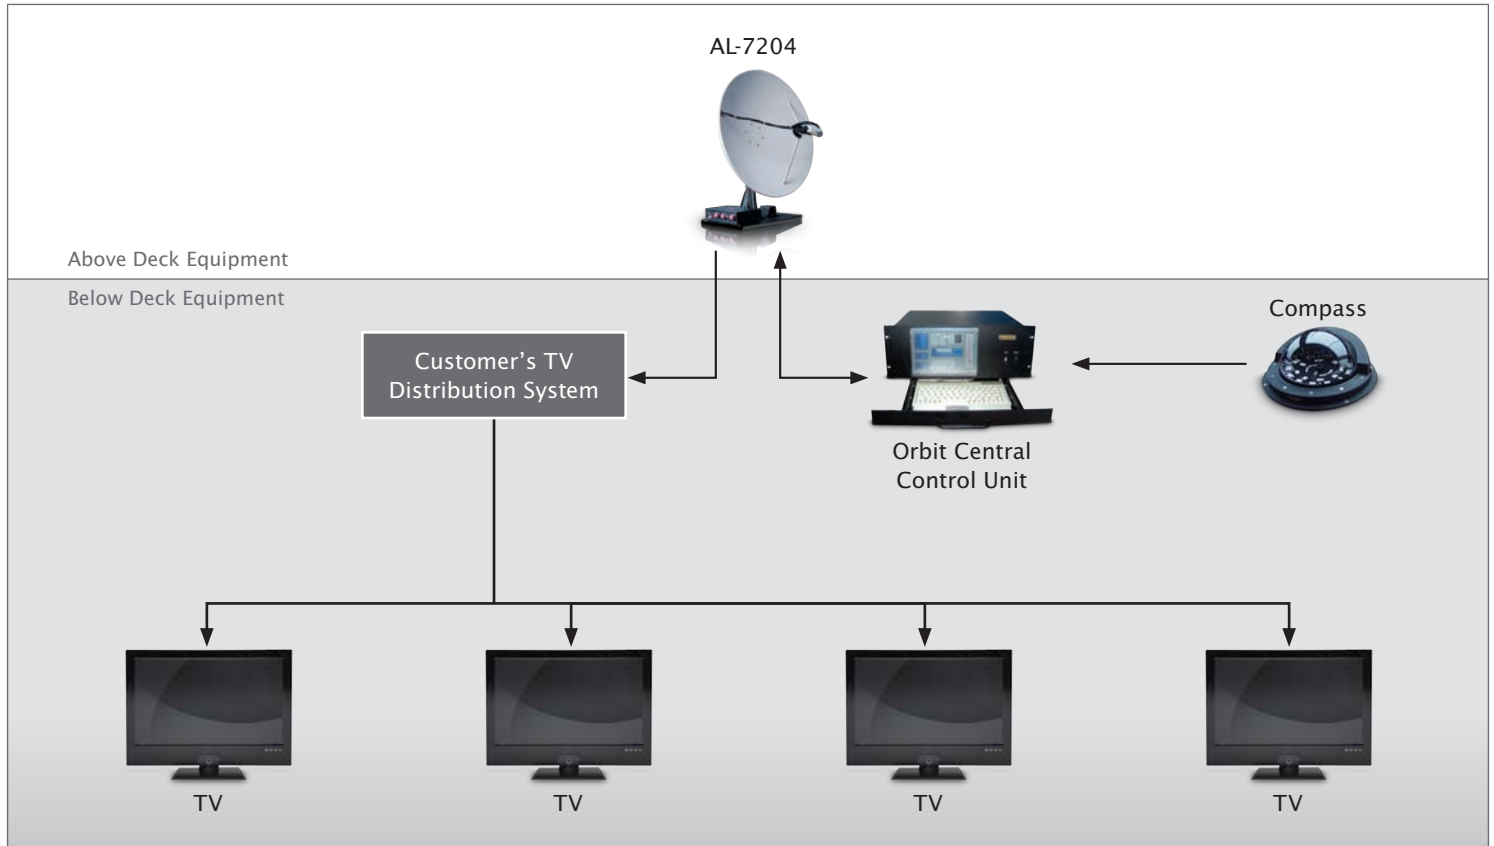 AL-7204
Above Deck Equipment
Below Deck Equipment
Compass
Customer's TV
Distribution System
Orbit Central
Control Unit
TV
TV
TV
TV